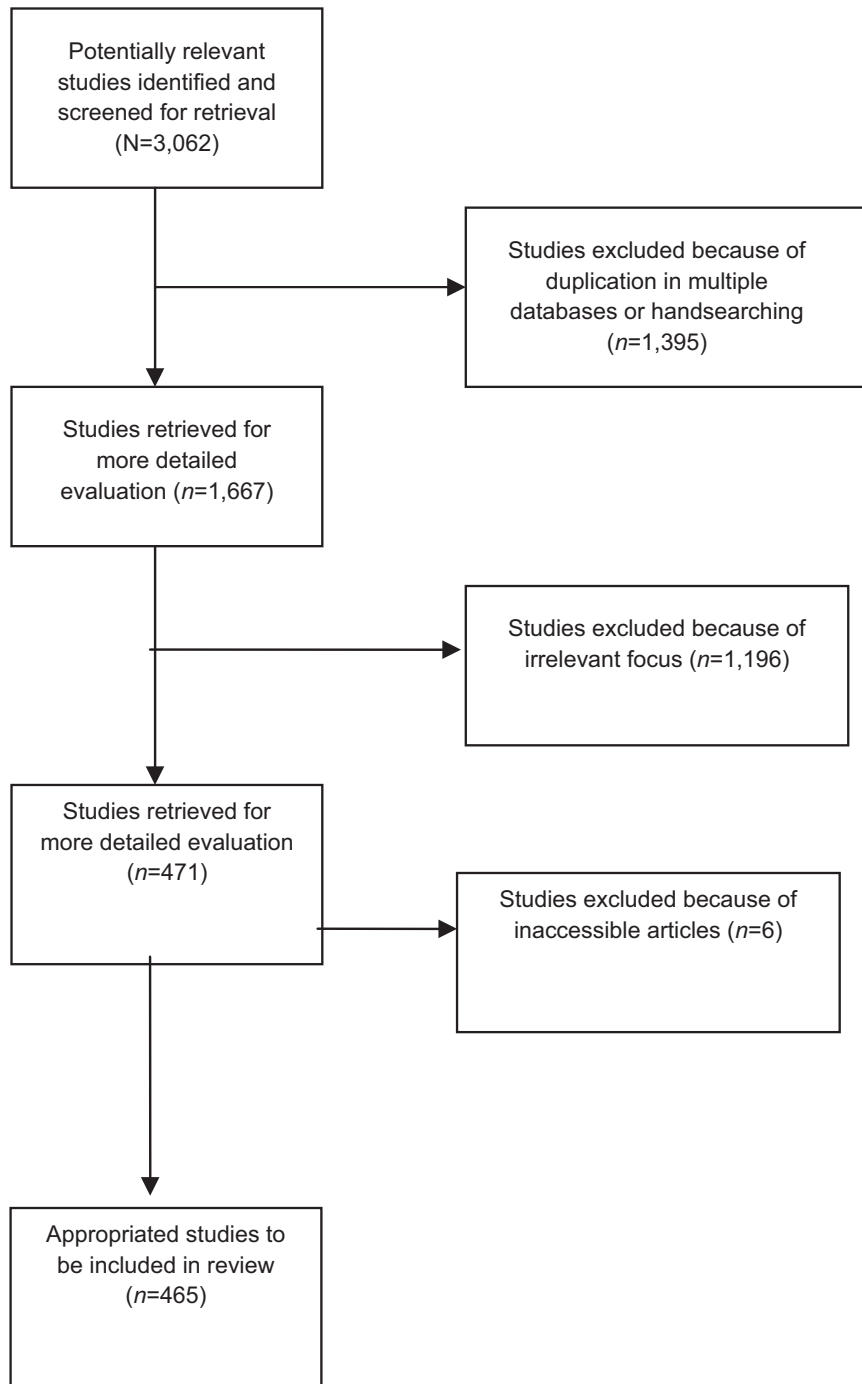 Potentially relevant
studies identified and
screened for retrieval
(N=3,062)
Studies excluded because of
duplication in multiple
databases or handsearching
(n=1,395)
Studies retrieved for
more detailed
evaluation (n=1,667)
Studies excluded because of
irrelevant focus (n=1,196)
Studies retrieved for
more detailed evaluation
(n=471)
Studies excluded because of
inaccessible articles (n=6)
Appropriated studies to
be included in review
(n=465)